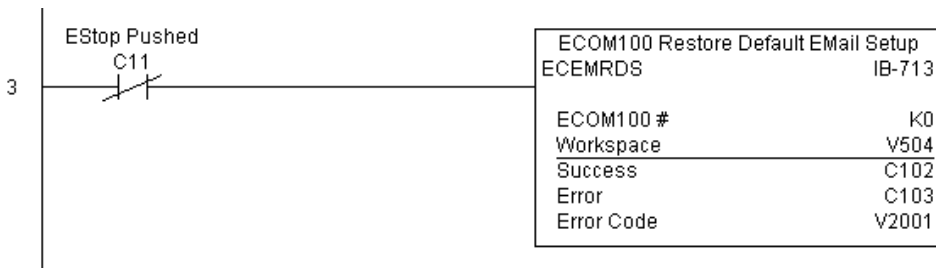 EStop Pushed
C11
3
ECOM100 Restore Default EMail Setup
ECEMRDS IB-713
ECOM100 # K0
Workspace V504
Success C102
Error C103
Error Code V2001